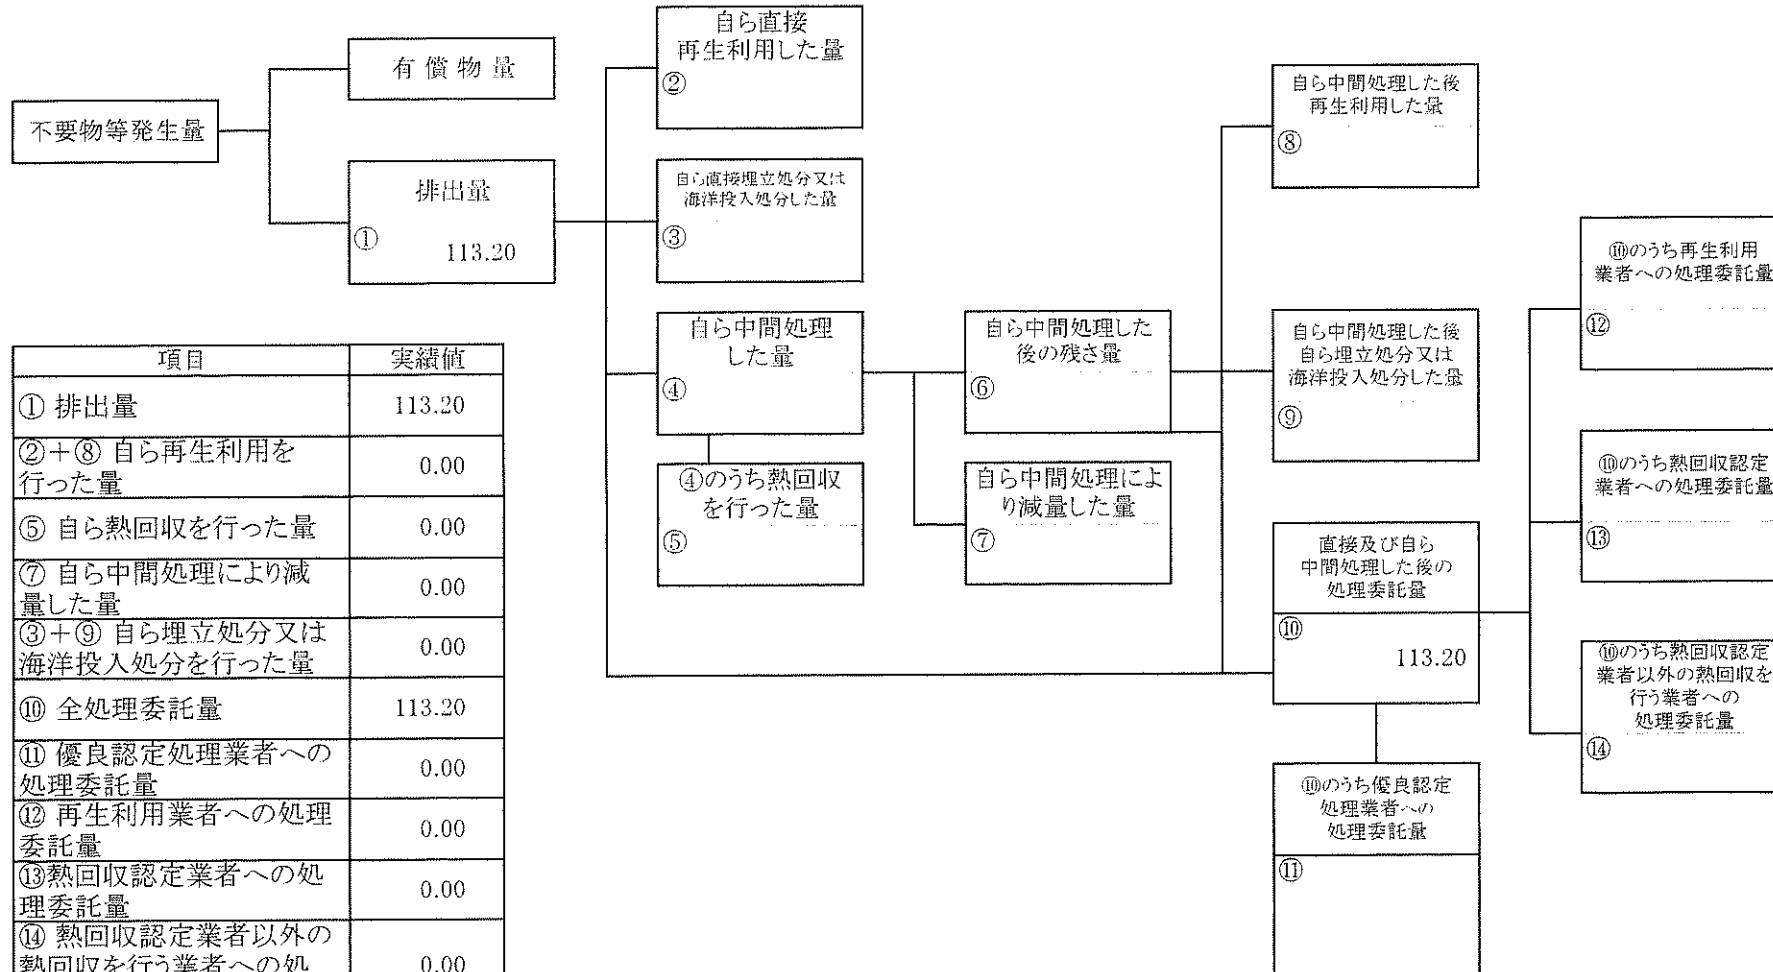 不要物等発生量
有償物量
排出量
①
113.20
自ら直接
再生利用した量
②
自ら直接埋立処分又は
海洋投入処分した量
③
自ら中間処理
した量
④
④のうち熱回収
を行った量
⑤
自ら中間処理した
後の残さ量
⑥
自ら中間処理によ
り減量した量
⑦
自ら中間処理した後
再生利用した量
⑧
自ら中間処理した後
自ら埋立処分又は
海洋投入処分した量
⑨
直接及び自ら
中間処理した後の
処理委託量
⑩
113.20
⑩のうち優良認定
処理業者への
処理委託量
⑪
⑩のうち再生利用
業者への処理委託量
⑫
⑩のうち熱回収認定
業者への処理委託量
⑬
⑩のうち熱回収認定
業者以外の熱回収を
行う業者への
処理委託量
⑭
項目 実績値
① 排出量 113.20
②+⑧ 自ら再生利用を
行った量 0.00
⑤ 自ら熱回収を行った量 0.00
⑦ 自ら中間処理により減
量した量 0.00
③+⑨ 自ら埋立処分又は
海洋投入処分を行った量 0.00
⑩ 全処理委託量 113.20
⑪ 優良認定処理業者への
処理委託量 0.00
⑫ 再生利用業者への処理
委託量 0.00
⑬熱回収認定業者への処
理委託量 0.00
⑭ 熱回収認定業者以外の
熱回収を行う業者への処 0.00